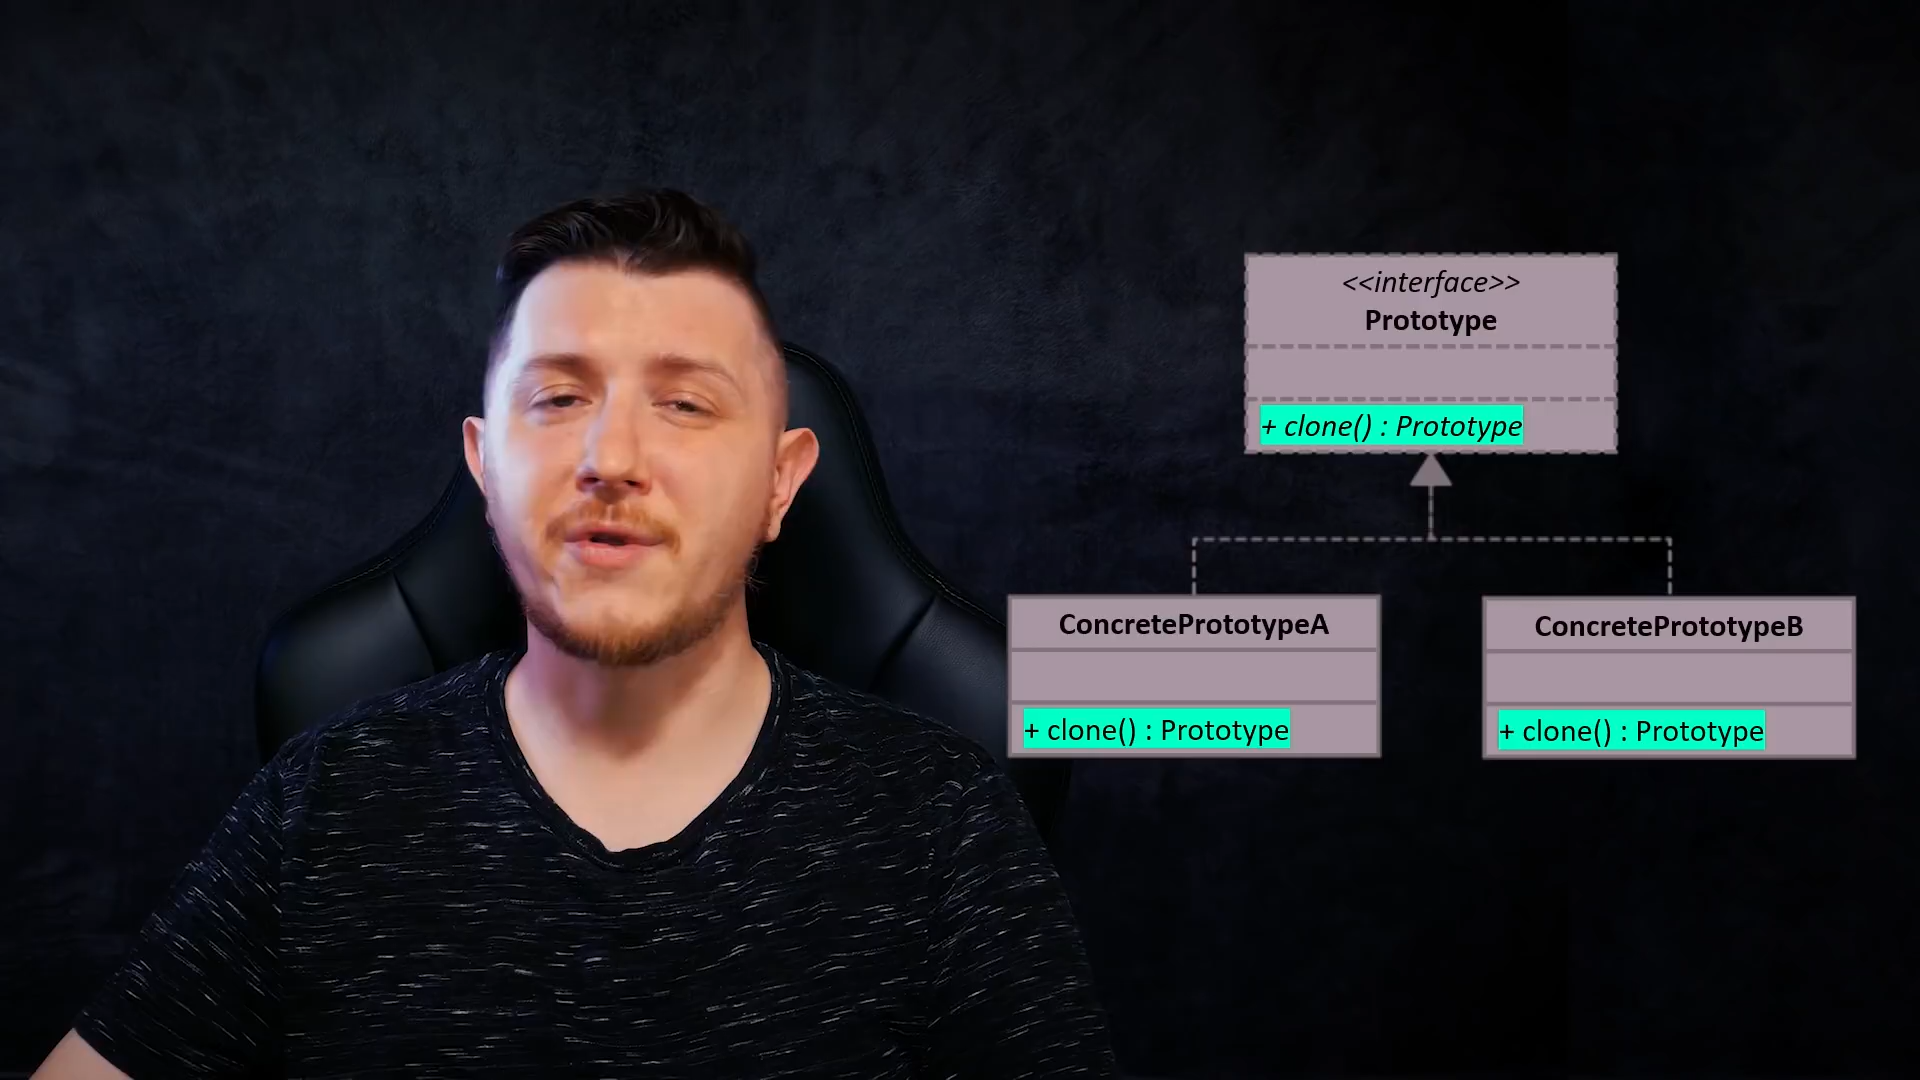 <<interface>>
Prototype
+ clone() : Prototype
ConcretePrototypeA
+ clone() : Prototype
ConcretePrototypeB
+ clone() : Prototype